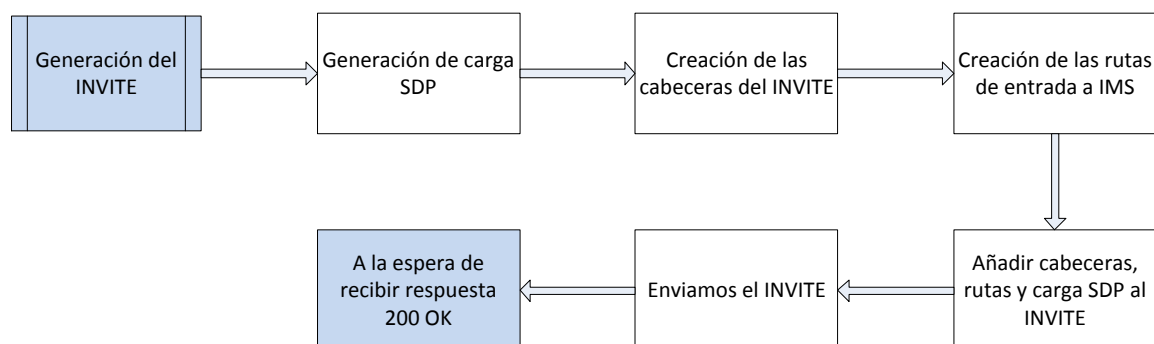 Generación del
INVITE
Generación de carga
SDP
Creación de las
cabeceras del INVITE
Creación de las rutas
de entrada a IMS
Añadir cabeceras,
rutas y carga SDP al
INVITE
Enviamos el INVITE
A la espera de
recibir respuesta
200 OK